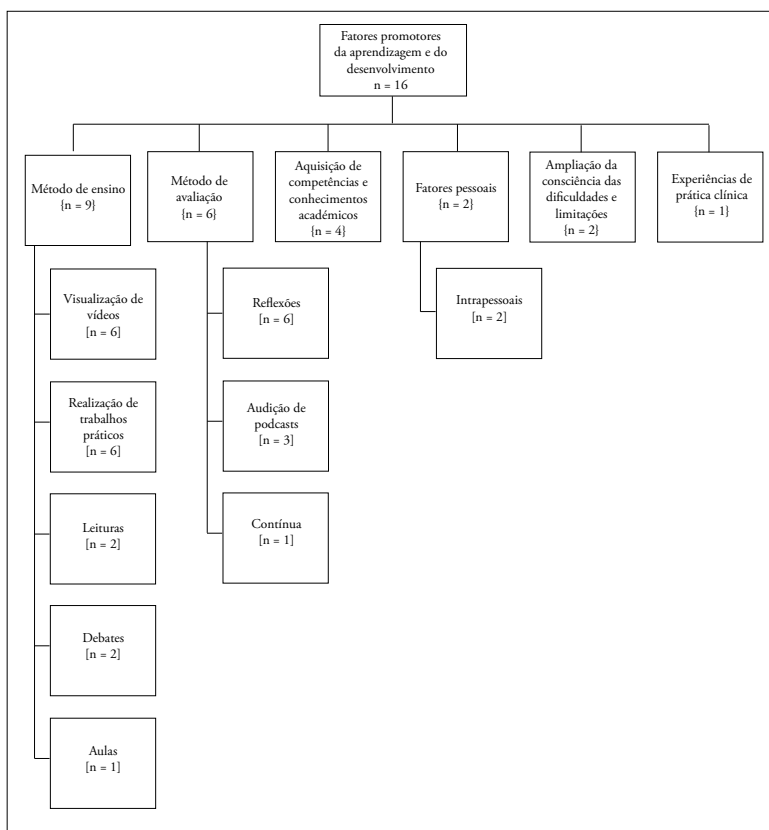 Fatores promotores
da aprendizagem e do
desenvolvimento
n = 16
Método de ensino
{n = 9}
Método de
avaliação
{n = 6}
Aquisição de
competências e
conhecimentos
académicos
{n = 4}
Fatores pessoais
{n = 2}
Ampliação da
consciência das
dificuldades e
limitações
{n = 2}
Experiências de
prática clínica
{n = 1}
Visualização de
vídeos
[n = 6]
Realização de
trabalhos
práticos
[n = 6]
Leituras
[n = 2]
Debates
[n = 2]
Aulas
[n = 1]
Reflexões
[n = 6]
Audição de
podcasts
[n = 3]
Contínua
[n = 1]
Intrapessoais
[n = 2]